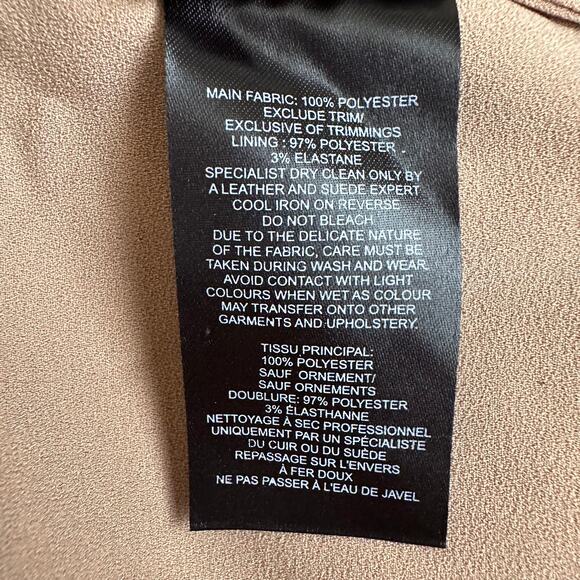 MAIN FABRIC: 100% POLYESTER
EXCLUDE TRIM/
EXCLUSIVE OF TRIMMINGS
LINING : 97% POLYESTER
3% ELASTANE
SPECIALIST DRY CLEAN ONLY BY
A LEATHER AND SUEDE EXPERT
COOL IRON ON REVERSE
DO NOT BLEACH
DUE TO THE DELICATE NATURE
OF THE FABRIC, CARE MUST BE
TAKEN DURING WASH AND WEAR.
AVOID CONTACT WITH LIGHT
COLOURS WHEN WET AS COLOUR
MAY TRANSFER ONTO OTHER
GARMENTS AND UPHOLSTERY.
TISSU PRINCIPAL:
100% POLYESTER
SAUF ORNEMENT/
SAUF ORNEMENTS
DOUBLURE: 97% POLYESTER
3% ÉLASTHANNE
NETTOYAGE À SEC PROFESSIONNEL
UNIQUEMENT PAR UN SPÉCIALISTE
DU CUIR OU DU SUÈDE
REPASSAGE SUR L'ENVERS
À FER DOUX
NE PAS PASSER À L'EAU DE JAVEL